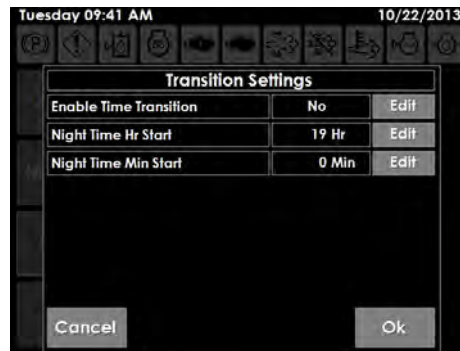 Tuesday 09:41 AM 10/22/2013
Transition Settings
Enable Time Transition No Edit
Night Time Hr Start 19 Hr Edit
Night Time Min Start 0 Min Edit
Cancel Ok